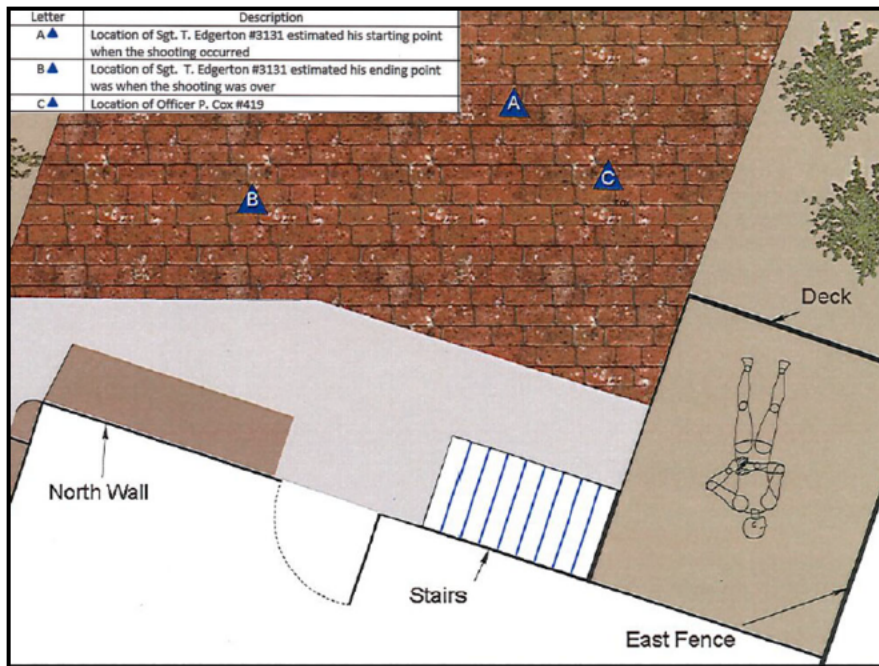 Letter Description
A Location of Sgt. T. Edgerton #3131 estimated his starting point
when the shooting occurred
B Location of Sgt. T. Edgerton #3131 estimated his ending point
was when the shooting was over
C Location of Officer P. Cox #419
A
C
B
Deck
North Wall
Stairs
East Fence